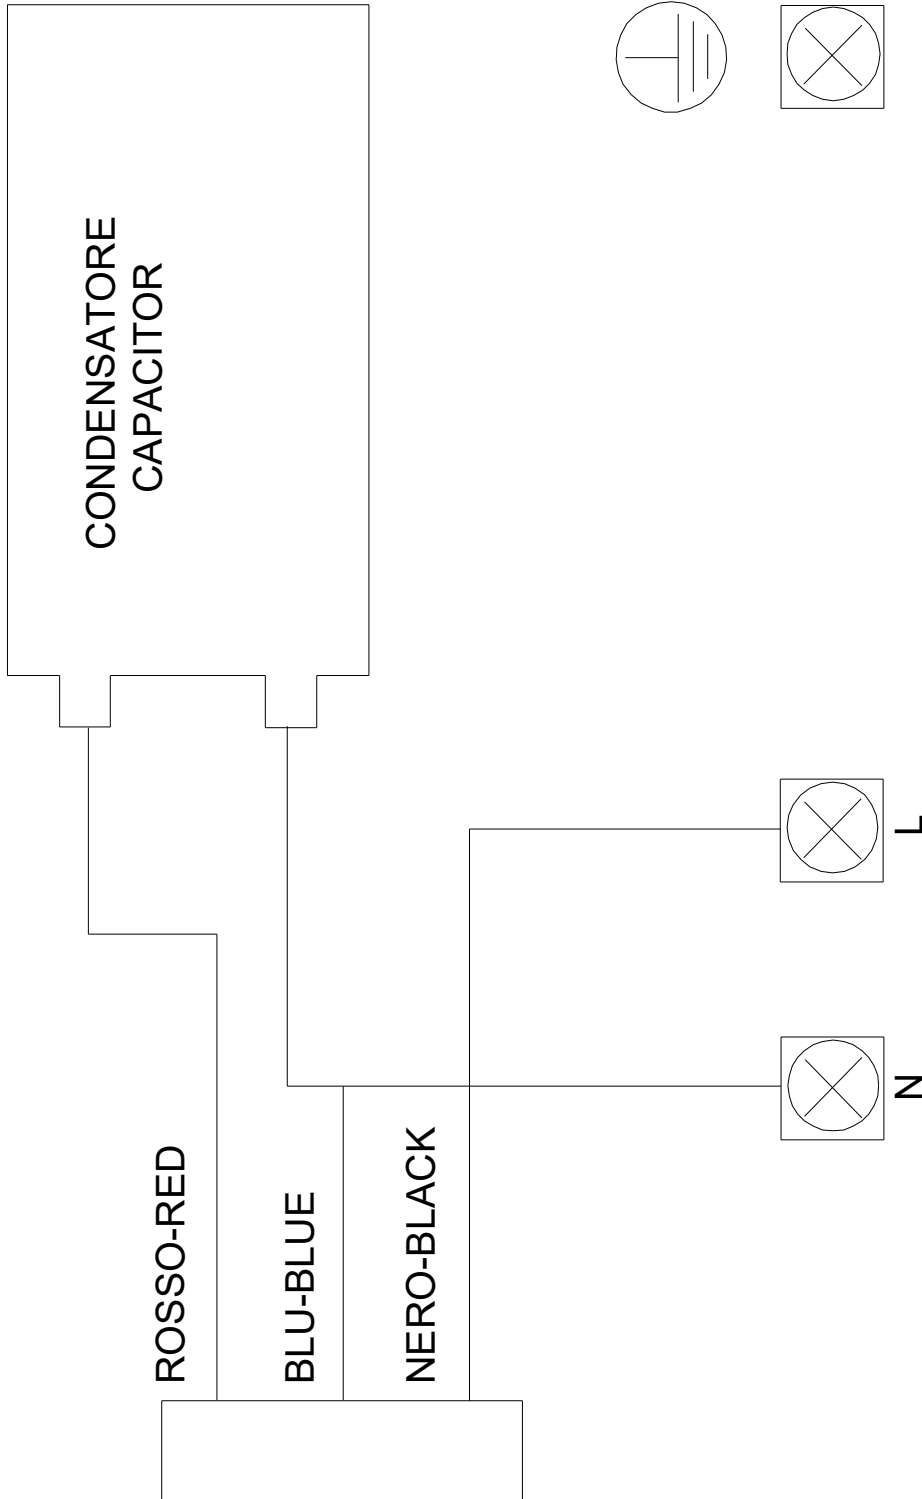 CONDENSATORE
CAPACITOR
L
N
ROSSO-RED
BLU-BLUE
NERO-BLACK